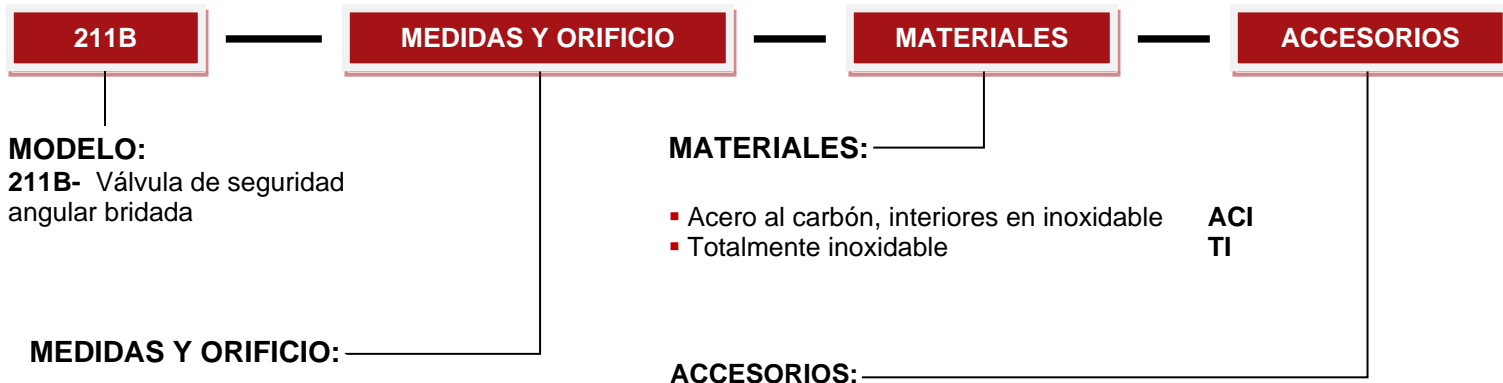 211B
MEDIDAS Y ORIFICIO
MATERIALES
ACCESORIOS
MODELO:
211B- Válvula de seguridad
angular bridada
MATERIALES:
Acero al carbón, interiores en inoxidable ACI
Totalmente inoxidable TI
MEDIDAS Y ORIFICIO:
ACCESORIOS: